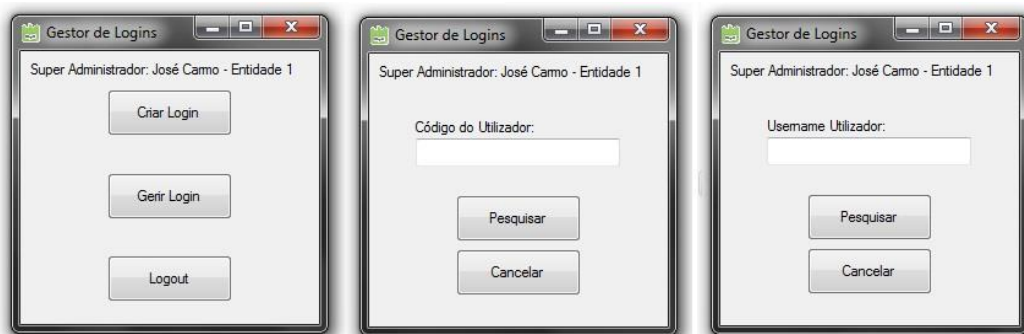 Gestor de Logins
Super Administrador: José Carmo - Entidade 1
Criar Login
Gerir Login
Logout
Gestor de Logins
Super Administrador: José Carmo - Entidade 1
Código do Utilizador:
Pesquisar
Cancelar
Gestor de Logins
Super Administrador: José Carmo - Entidade 1
Username Utilizador:
Pesquisar
Cancelar